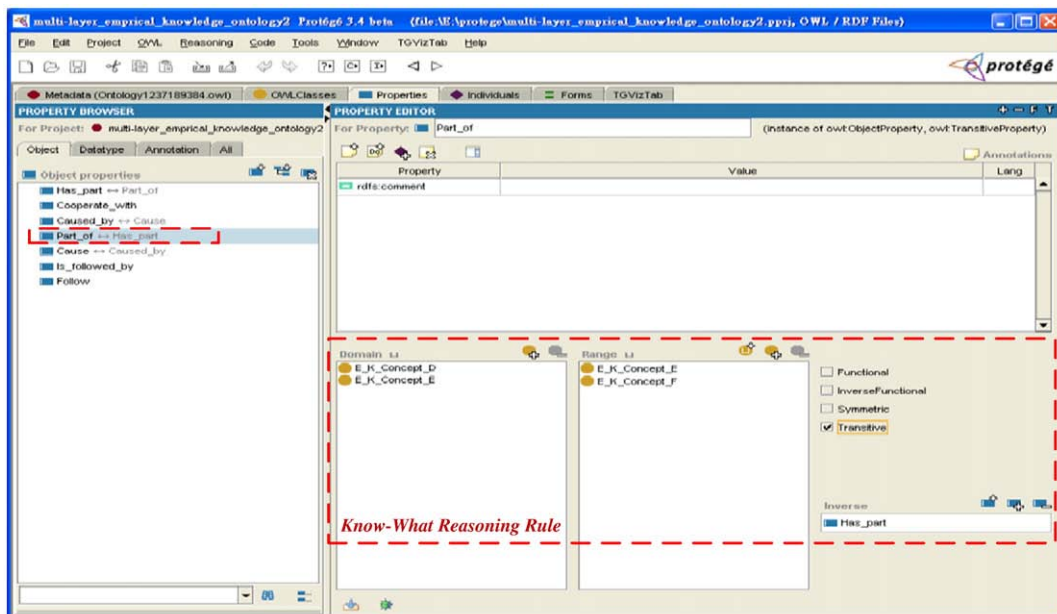 multi-layer_emprical_knowledge_ontology2 Protégé 3.4 beta (file:\E:\protege\multi-layer_emprical_knowledge_ontology2.pprj, OWL / RDF Files)
File Edit Project OWL Reasoning Code Tools Window TGVizTab Help
protégé
Metadata (Ontology1237189384.owl) OWLClasses Properties Individuals Forms TGVizTab
PROPERTY BROWSER
For Project: multi-layer_emprical_knowledge_ontology2
Object Datatype Annotation All
Object properties
Has_part ↔ Part_of
Cooperate_with
Caused_by ↔ Cause
Part_of ↔ Has_part
Cause ↔ Caused_by
Is_followed_by
Follow
PROPERTY EDITOR
For Property: Part_of (instance of owl:ObjectProperty, owl:TransitiveProperty)
Annotations
Property Value Lang
rdfs:comment
Domain ⊔
E_K_Concept_D
E_K_Concept_E
Range ⊔
E_K_Concept_E
E_K_Concept_F
Functional
InverseFunctional
Symmetric
Transitive
Inverse
Has_part
Know-What Reasoning Rule